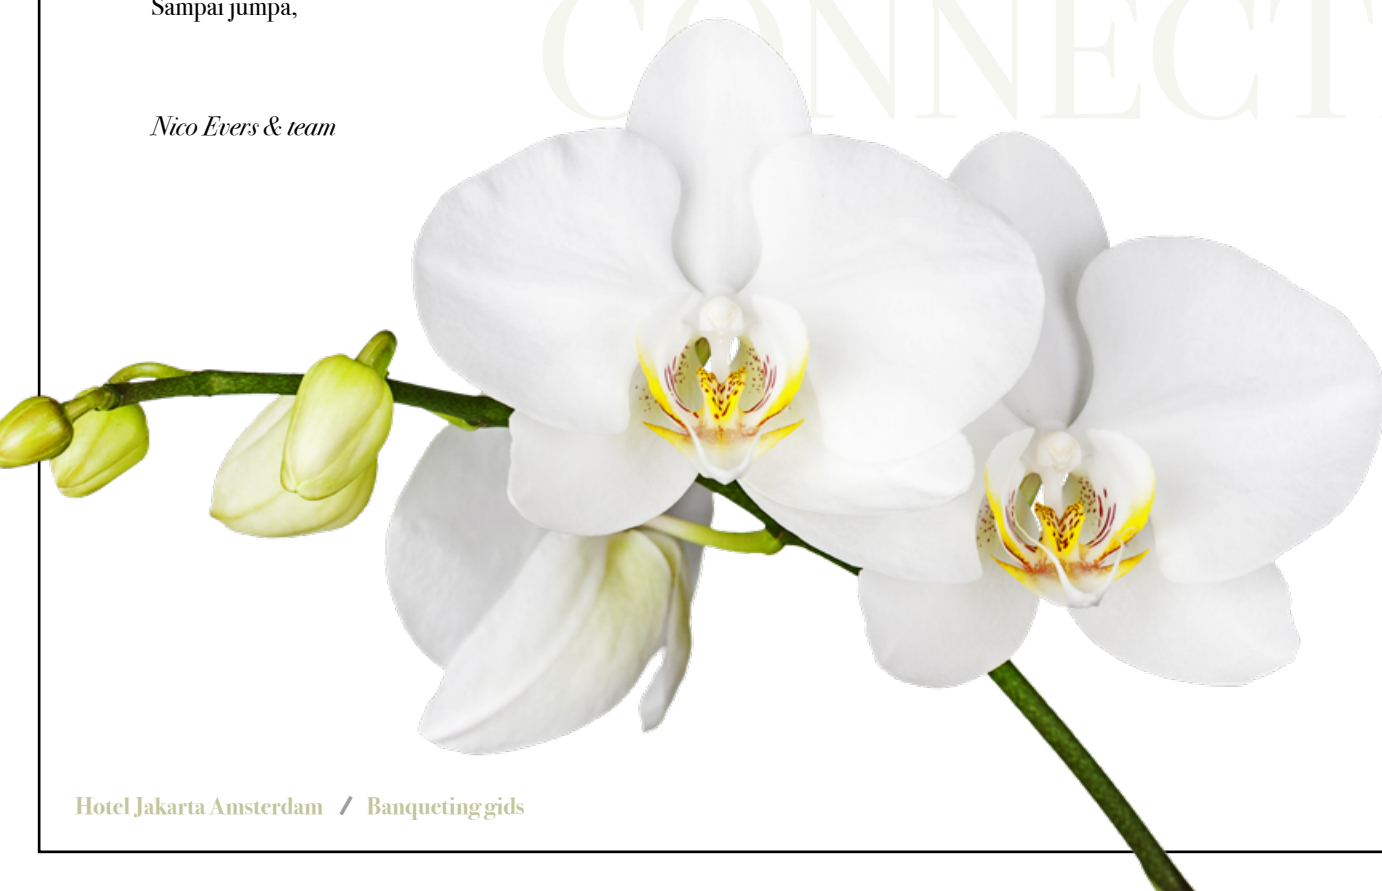 Sampai jumpa,
CONNECT
Nico Evers & team
Hotel Jakarta Amsterdam / Banqueting gids